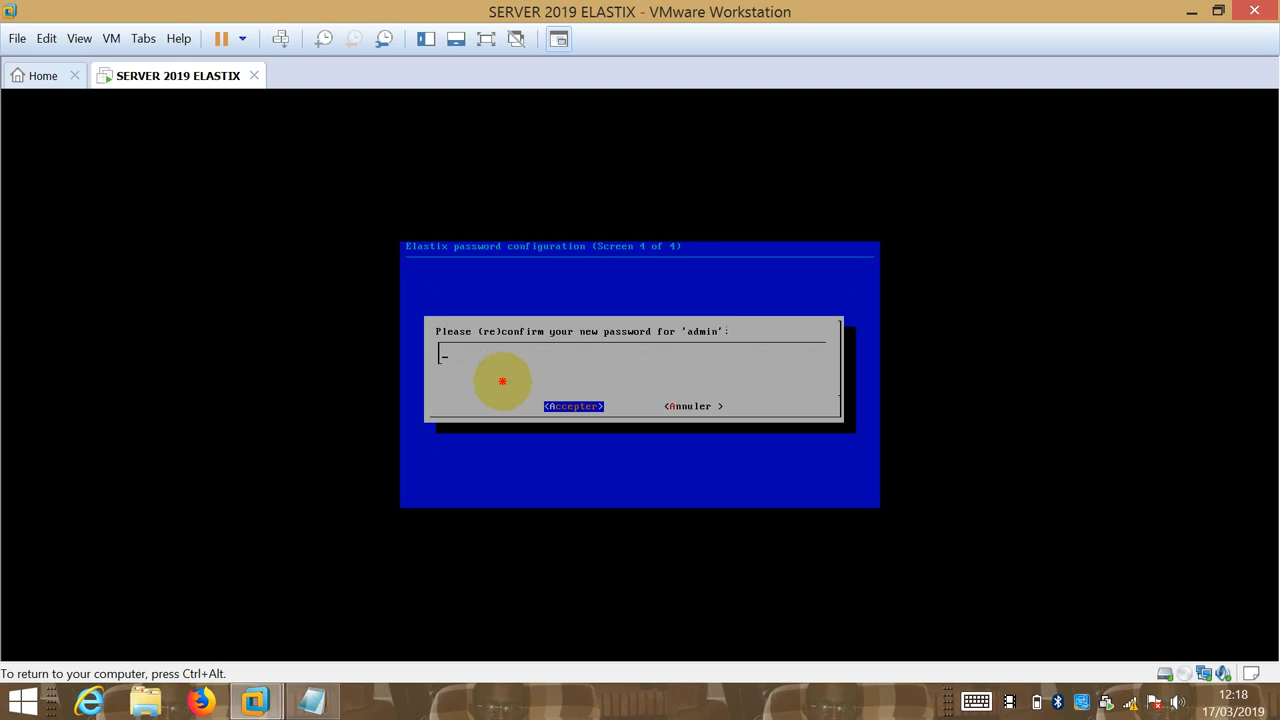 SERVER 2019 ELASTIX - VMware Workstation
File Edit View VM Tabs Help
Home SERVER 2019 ELASTIX
Elastix password configuration (Screen 4 of 4)
Please (re)confirm your new password for 'admin':
<Accepter> <Annuler >
To return to your computer, press Ctrl+Alt.
12:18
17/03/2019